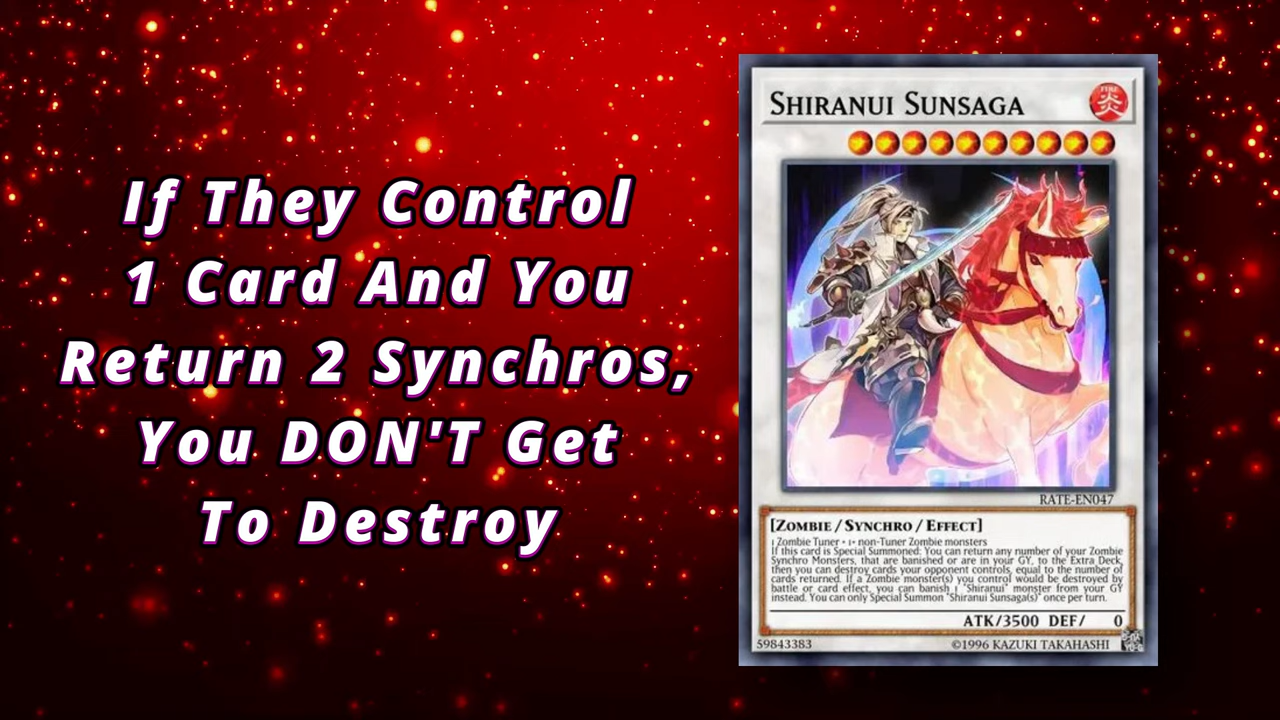 If They Control
1 Card And You
Return 2 Synchros,
You DON'T Get
To Destroy
SHIRANUI SUNSAGA
FIRE
炎
RATE-EN047
[ZOMBIE / SYNCHRO / EFFECT]
1 Zombie Tuner + 1+ non-Tuner Zombie monsters
If this card is Special Summoned: You can return any number of your Zombie
Synchro Monsters, that are banished or are in your GY, to the Extra Deck,
then you can destroy cards your opponent controls, equal to the number of
cards returned. If a Zombie monster(s) you control would be destroyed by
battle or card effect, you can banish 1 "Shiranui" monster from your GY
instead. You can only Special Summon "Shiranui Sunsaga(s)" once per turn.
ATK/3500 DEF/ 0
59843383 ©1996 KAZUKI TAKAHASHI